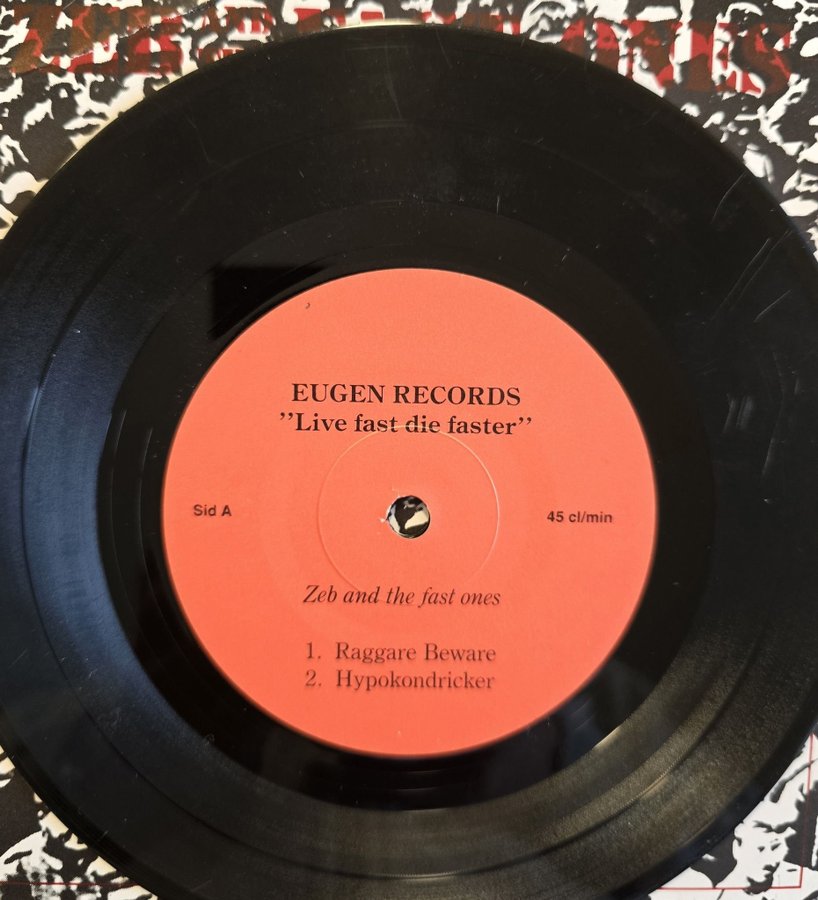 EUGEN RECORDS
”Live fast die faster”
Sid A
45 cl/min
Zeb and the fast ones
1. Raggare Beware
2. Hypokondricker